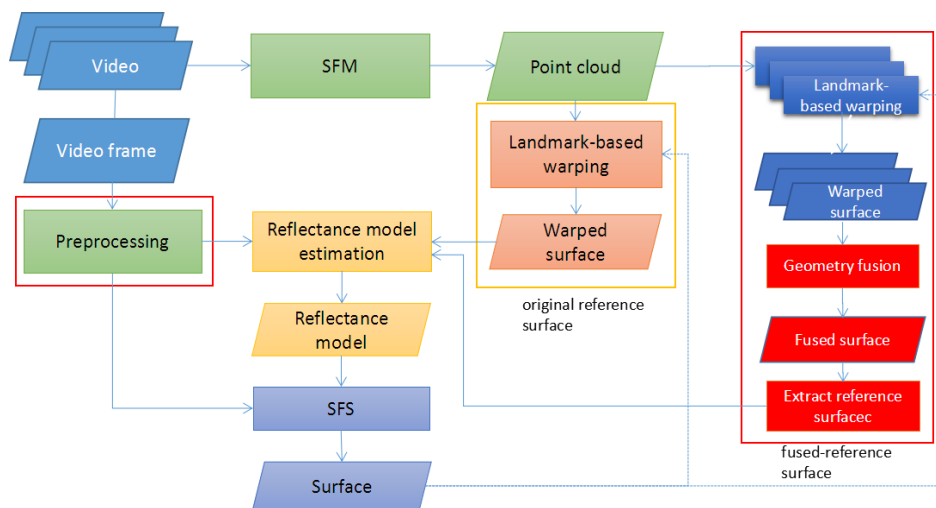 Video
SFM
Point cloud
Landmark-
based warping
Video frame
Landmark-based
warping
Warped
surface
Preprocessing
Reflectance model
estimation
Warped
surface
Geometry fusion
original reference
surface
Reflectance
model
Fused surface
SFS
Extract reference
surfacec
fused-reference
surface
Surface